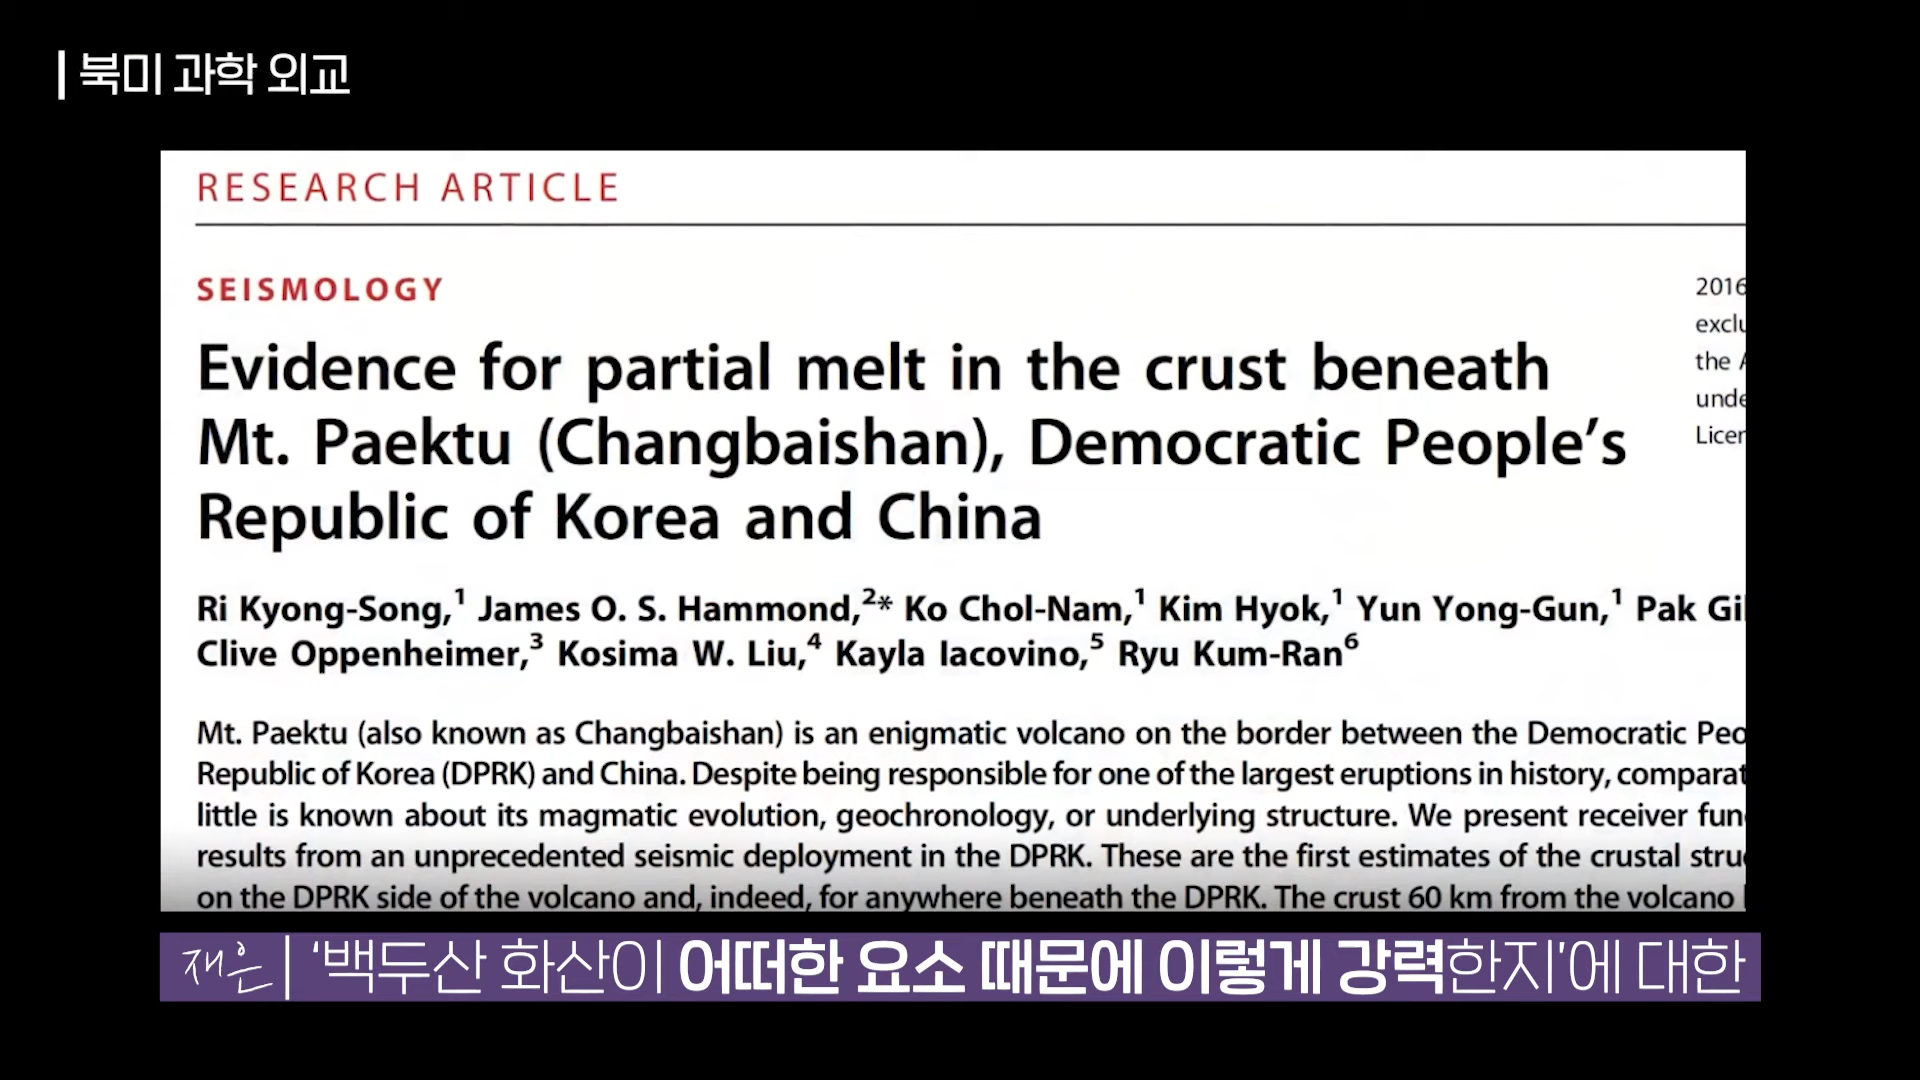 북미 과학 외교
RESEARCH ARTICLE
SEISMOLOGY
Evidence for partial melt in the crust beneath
Mt. Paektu (Changbaishan), Democratic People’s
Republic of Korea and China
Ri Kyong-Song,¹ James O. S. Hammond,²* Ko Chol-Nam,¹ Kim Hyok,¹ Yun Yong-Gun,¹ Pak
Clive Oppenheimer,³ Kosima W. Liu,⁴ Kayla Iacovino,⁵ Ryu Kum-Ran⁶
Mt. Paektu (also known as Changbaishan) is an enigmatic volcano on the border between the Democratic
Republic of Korea (DPRK) and China. Despite being responsible for one of the largest eruptions in history,
little is known about its magmatic evolution, geochronology, or underlying structure. We present receiver
results from an unprecedented seismic deployment in the DPRK. These are the first estimates of the crustal
on the DPRK side of the volcano and, indeed, for anywhere beneath the DPRK. The crust 60 km from the volcano
2016
the
재은 | ‘백두산 화산이 어떠한 요소 때문에 이렇게 강력한지’에 대한